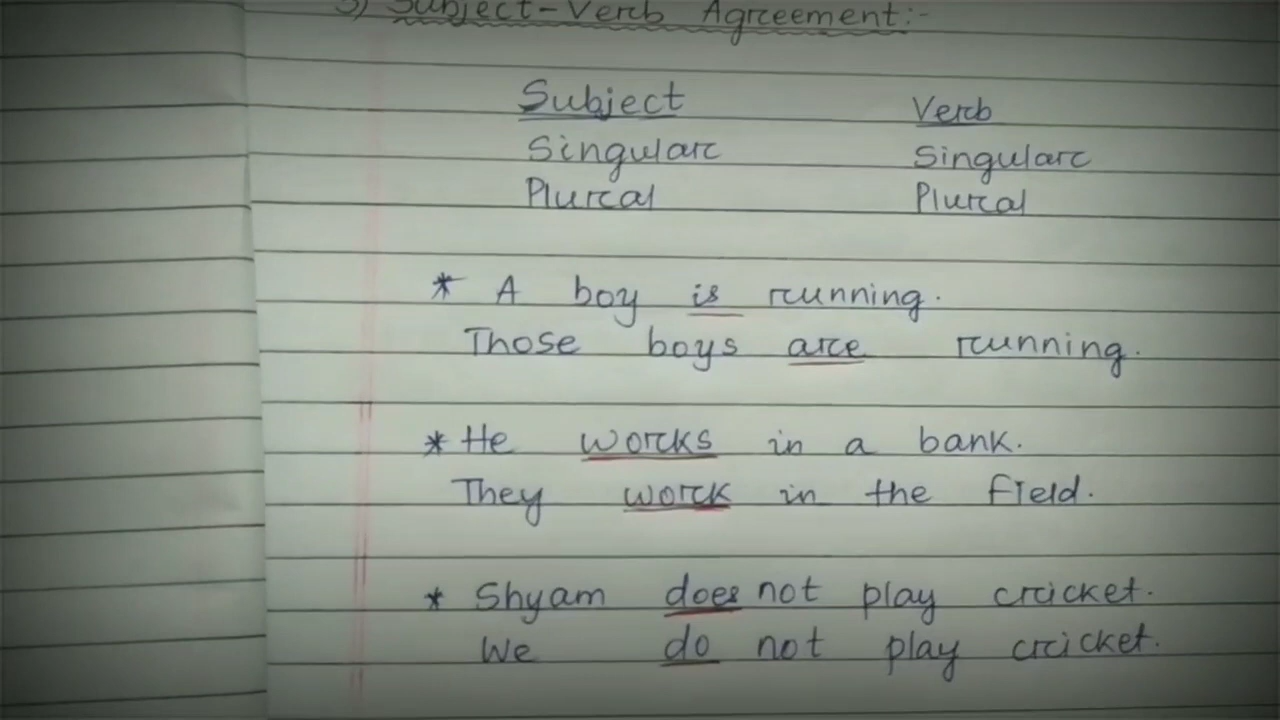 3) Subject-Verb Agreement:-
Subject Verb
Singular Singular
Plural Plural
* A boy is running.
Those boys are running.
* He works in a bank.
They work in the field.
* Shyam does not play cricket.
We do not play cricket.